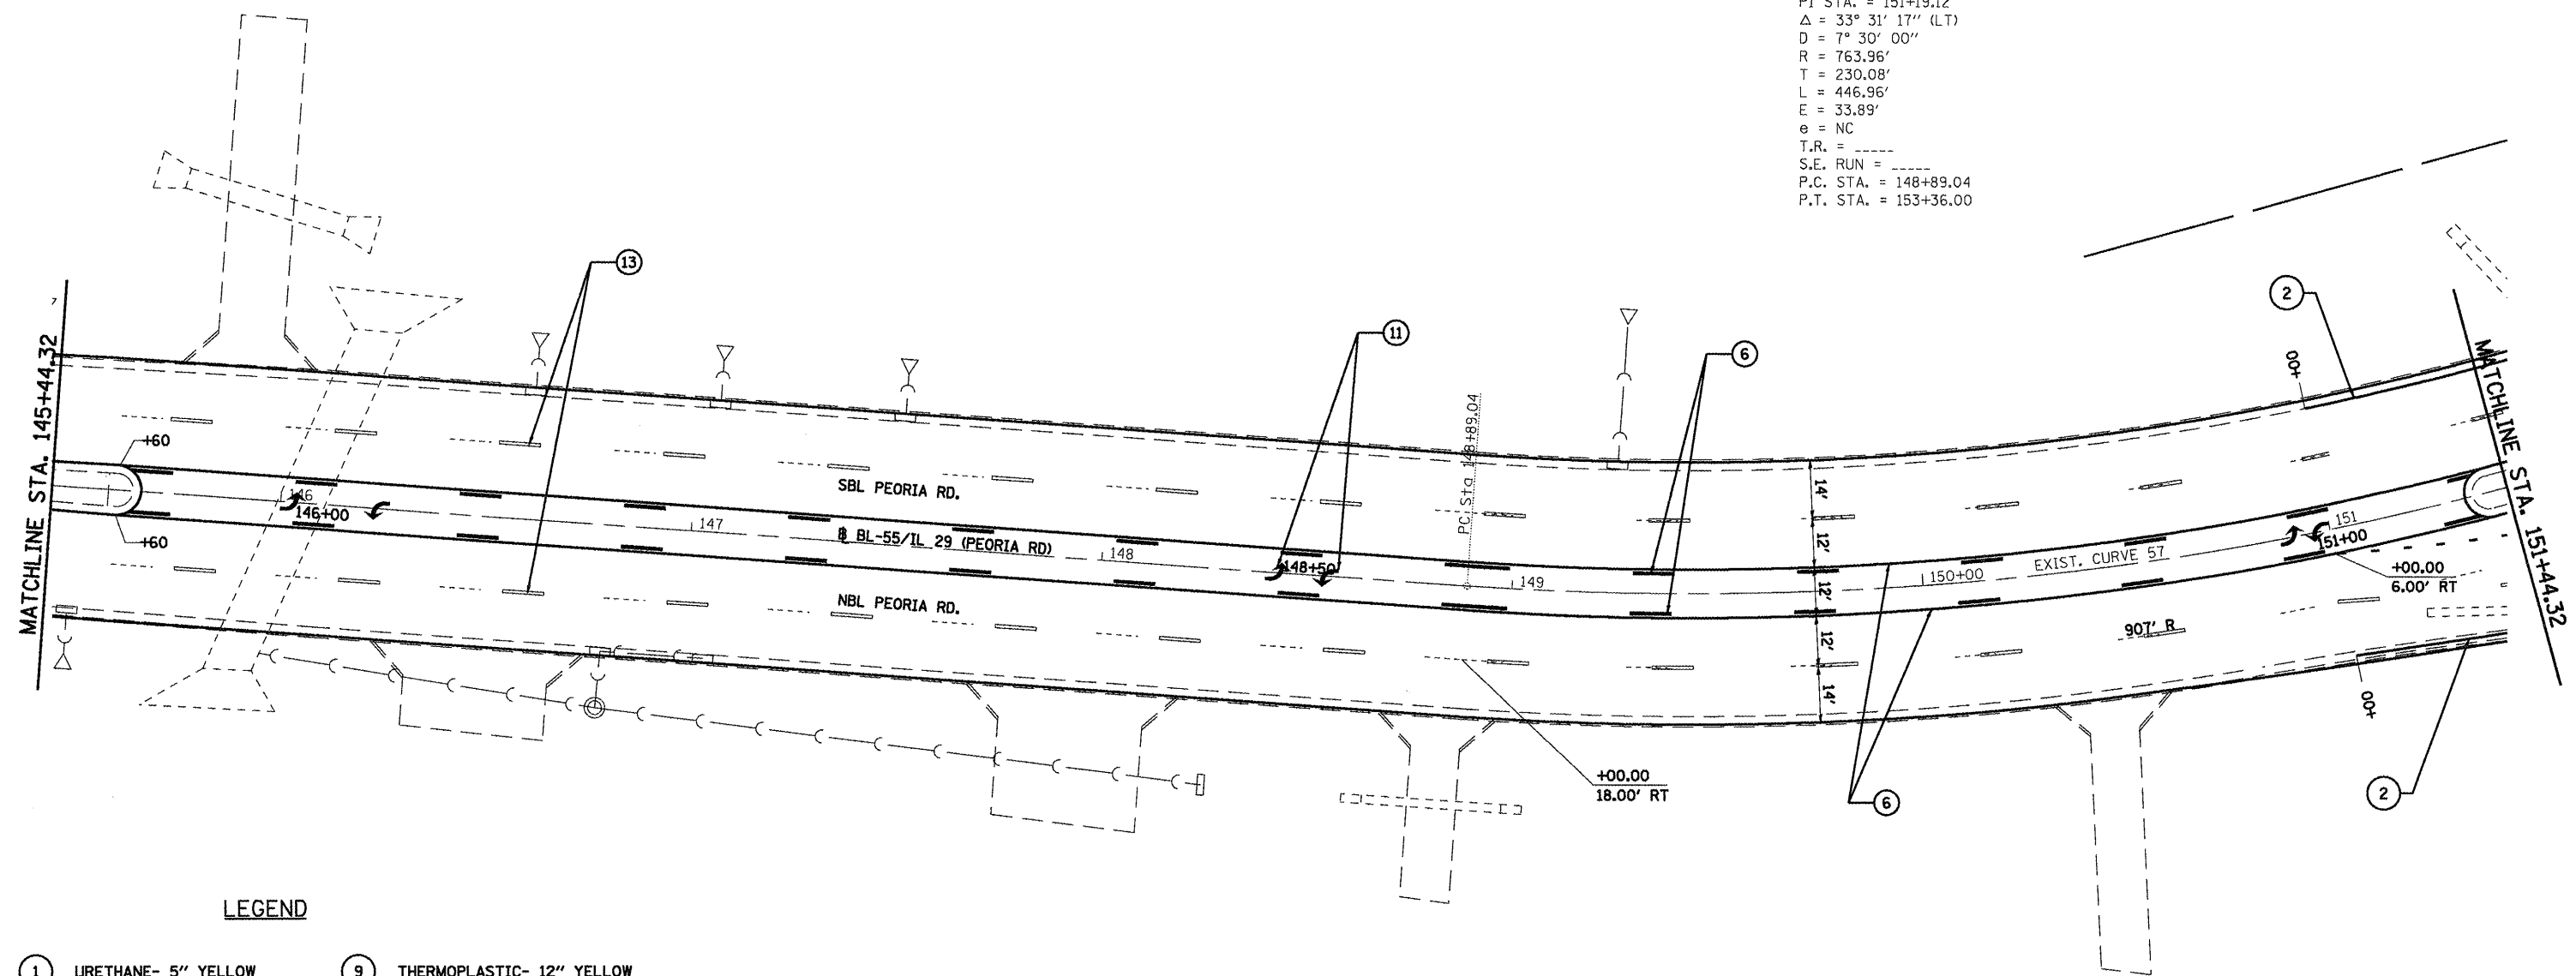 PI STA. = 151+19.12
Δ = 33° 31' 17" (LT)
D = 7° 30' 00"
R = 763.96'
T = 230.08'
L = 446.96'
E = 33.89'
e = NC
T.R. = _____
S.E. RUN = _____
P.C. STA. = 148+89.04
P.T. STA. = 153+36.00
13
2
11
6
MATCHLINE STA. 145+44.32
MATCHLINE STA. 151+44.32
+00
+60
+60
146
146+00
147
SBL PEORIA RD.
℄ BL-55/IL 29 (PEORIA RD)
148
148+50
PC Sta 148+89.04
149
14'
12'
12'
12'
14'
150+00
EXIST. CURVE 57
151
151+00
+00.00
6.00' RT
NBL PEORIA RD.
907' R
+00
+00.00
18.00' RT
6
2
LEGEND
1 URETHANE- 5" YELLOW
9 THERMOPLASTIC- 12" YELLOW